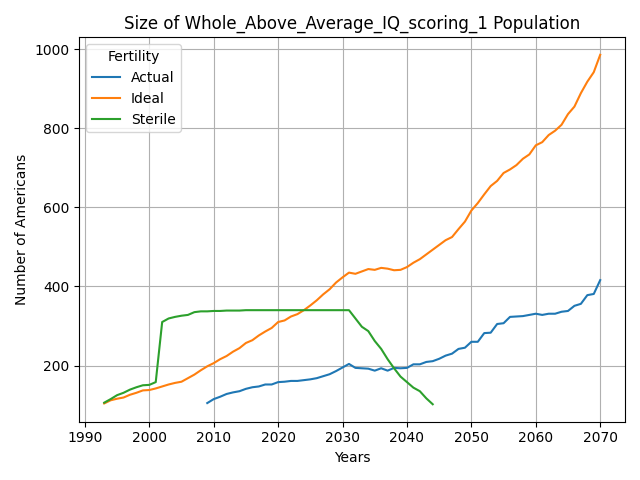 Size of Whole_Above_Average_IQ_scoring_1 Population
Fertility
Actual
Ideal
Sterile
1000
800
600
400
200
Number of Americans
1990 2000 2010 2020 2030 2040 2050 2060 2070
Years